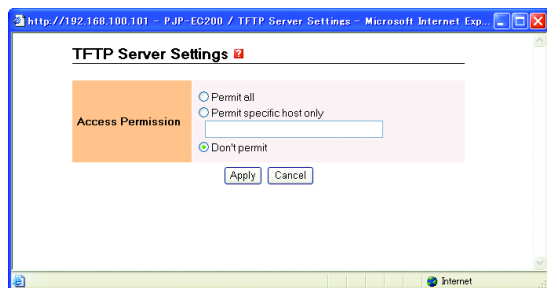 http://192.168.100.101 - PJP-EC200 / TFTP Server Settings - Microsoft Internet Exp...
TFTP Server Settings ?
Access Permission
Permit all
Permit specific host only
Don't permit
Apply Cancel
Internet